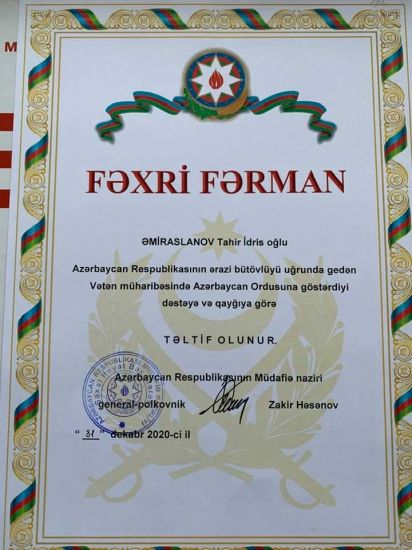 M
FƏXRİ FƏRMAN
ƏMİRASLANOV Tahir İdris oğlu
Azərbaycan Respublikasının ərazi bütövlüyü uğrunda gedən
Vətən müharibəsində Azərbaycan Ordusuna göstərdiyi
dəstəyə və qayğıya görə
TƏLTİF OLUNUR.
Azərbaycan Respublikasının Müdafiə naziri
general-polkovnik Zakir Həsənov
" 31 " dekabr 2020-ci il